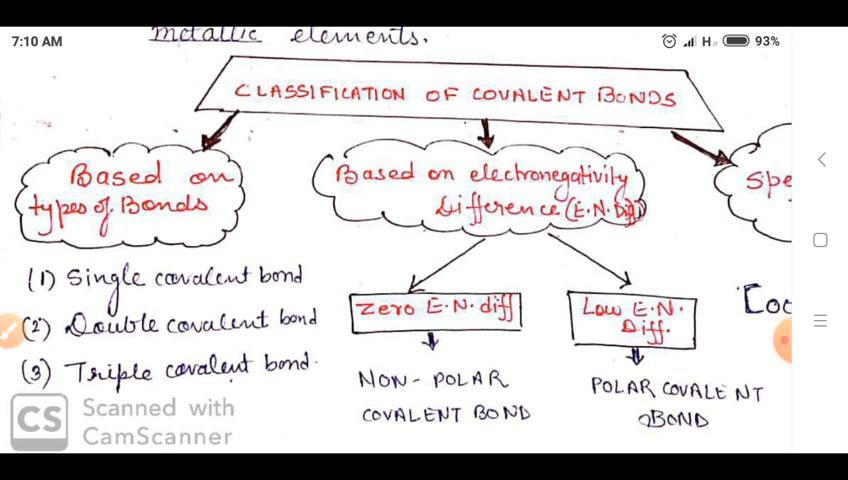 metallic elements.
7:10 AM
H
93%
CLASSIFICATION OF COVALENT BONDS
Based on
types of Bonds
Based on electronegativity
Difference (E.N. Diff)
Spe
(1) Single covalent bond
(2) Double covalent bond
(3) Triple covalent bond.
Zero E.N. diff
Low E.N.
Diff.
NON-POLAR
COVALENT BOND
POLAR COVALENT
BOND
[Coo
CS Scanned with
CamScanner